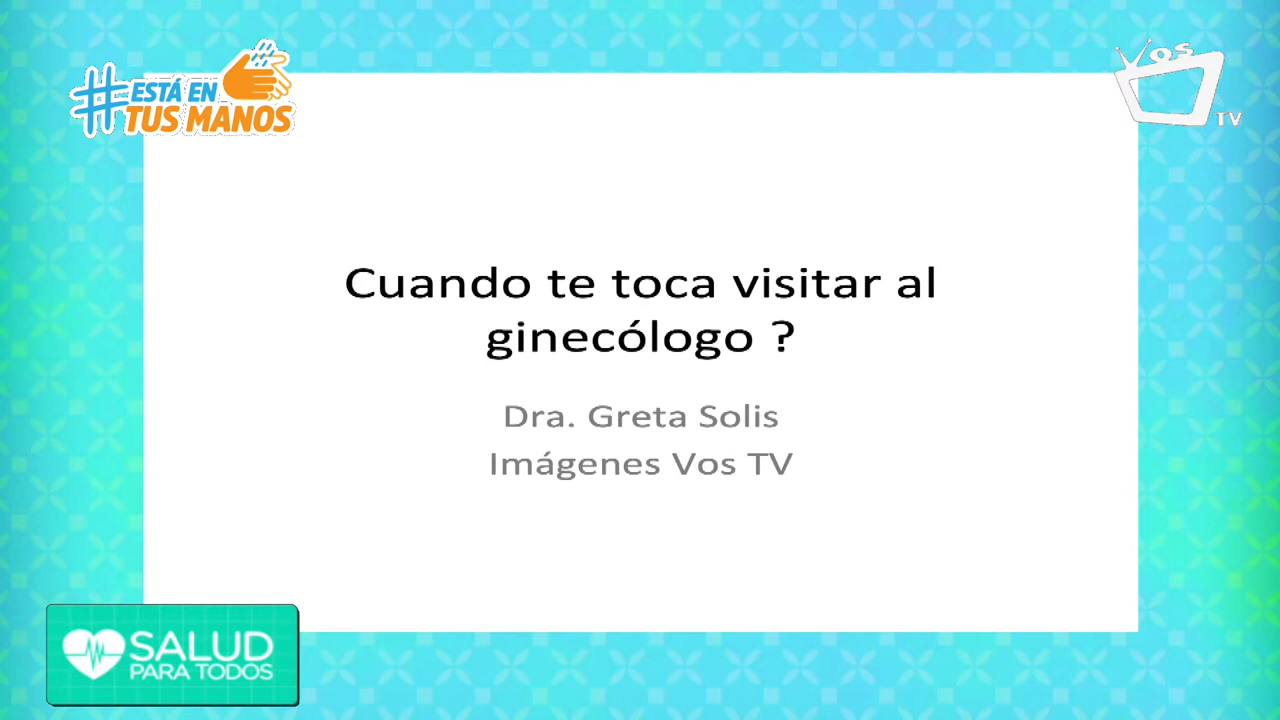 #ESTÁ EN
TUS MANOS
VOS
TV
Cuando te toca visitar al
ginecólogo ?
Dra. Greta Solis
Imágenes Vos TV
SALUD
PARA TODOS